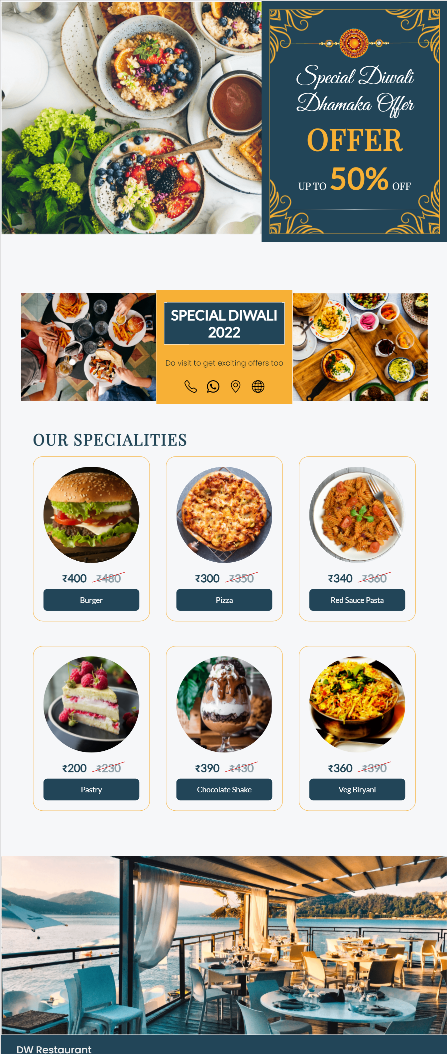 Special Diwali
Dhamaka Offer
OFFER
UP TO 50% OFF
SPECIAL DIWALI
2022
Do visit to get exciting offers too
OUR SPECIALITIES
₹400 ₹480
Burger
₹300 ₹350
Pizza
₹340 ₹360
Red Sauce Pasta
₹200 ₹230
Pastry
₹390 ₹430
Chocolate Shake
₹360 ₹390
Veg Biryani
DW Restaurant